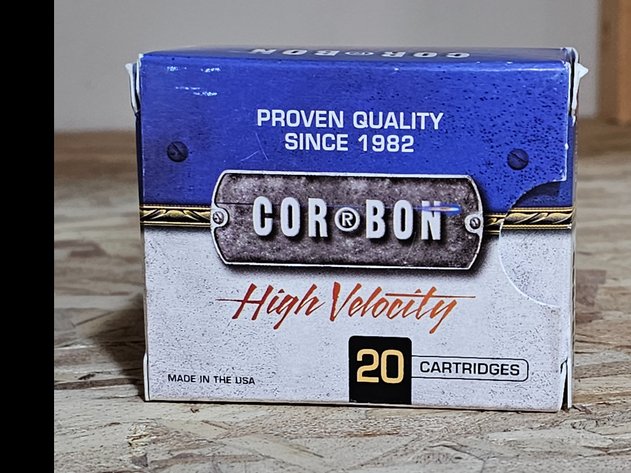 COR®BON
PROVEN QUALITY
SINCE 1982
COR®BON
High Velocity
20 CARTRIDGES
MADE IN THE USA